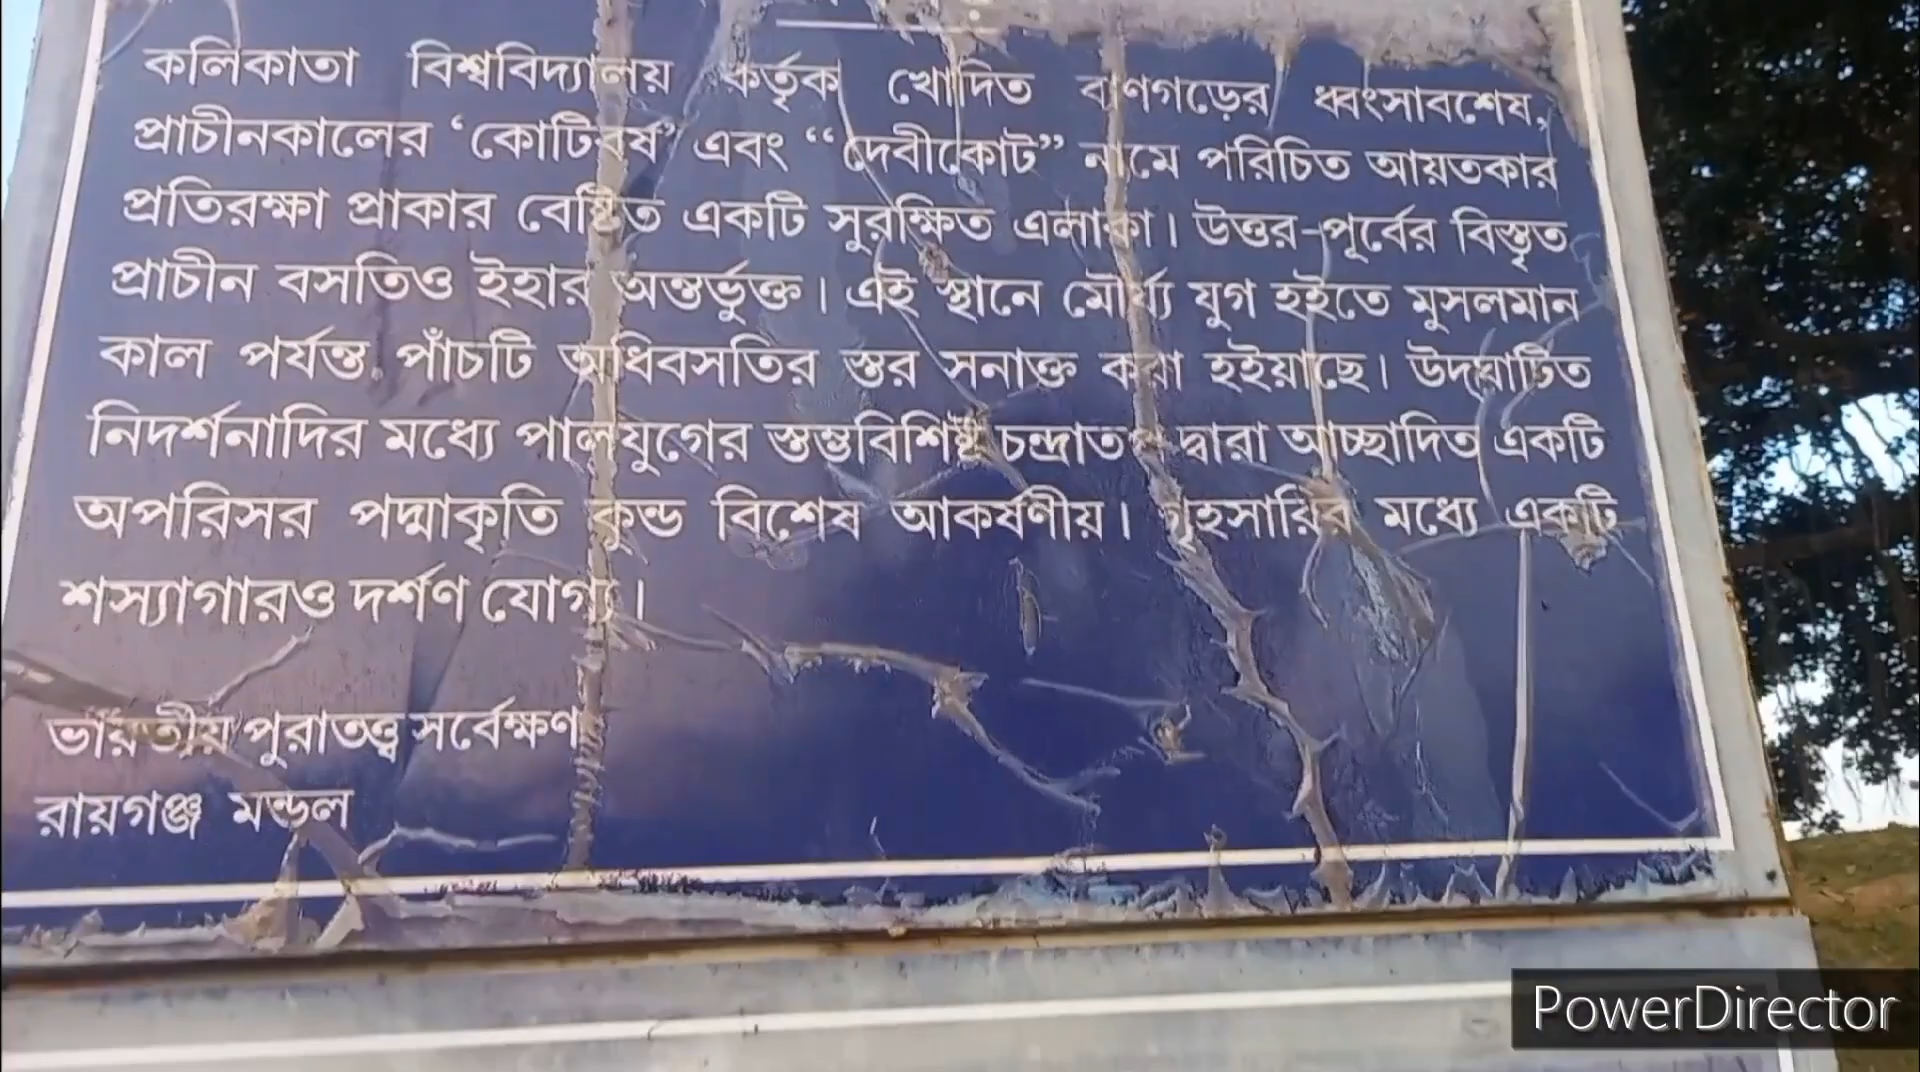 কলিকাতা বিশ্ববিদ্যালয় কর্তৃক খোদিত বাণগড়ের ধ্বংসাবশেষ,
প্রাচীনকালের ‘কোটিবর্ষ’ এবং “দেবীকোট” নামে পরিচিত আয়তকার
প্রতিরক্ষা প্রাকার বেষ্টিত একটি সুরক্ষিত এলাকা। উত্তর-পূর্বের বিস্তৃত
প্রাচীন বসতিও ইহার অন্তর্ভুক্ত। এই স্থানে মৌর্য্য যুগ হইতে মুসলমান
কাল পর্যন্ত পাঁচটি অধিবসতির স্তর সনাক্ত করা হইয়াছে। উদ্ঘাটিত
নিদর্শনাদির মধ্যে পালযুগের স্তম্ভবিশিষ্ট চন্দ্রাতপ দ্বারা আচ্ছাদিত একটি
অপরিসর পদ্মাকৃতি কুন্ড বিশেষ আকর্ষণীয়। গৃহসারির মধ্যে একটি
শস্যাগারও দর্শণ যোগ্য।
ভারতীয় পুরাতত্ত্ব সর্বেক্ষণ
রায়গঞ্জ মন্ডল
PowerDirector